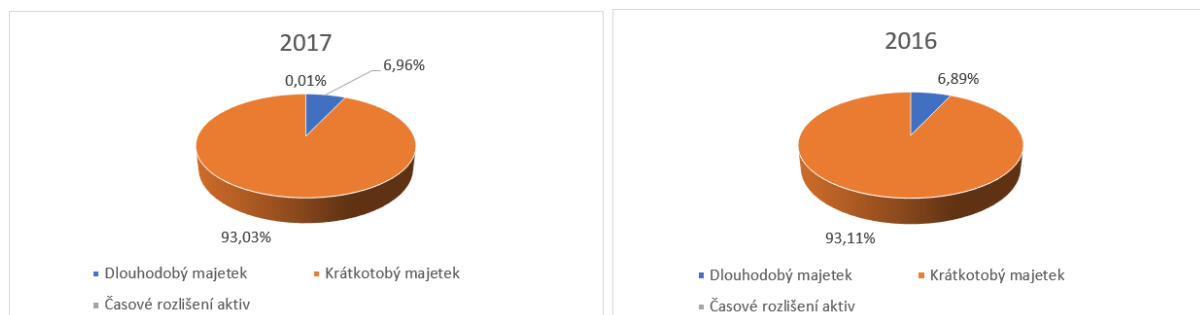 2017
0,01%
6,96%
93,03%
Dlouhodobý majetek
Krátkotobý majetek
Časové rozlišení aktiv
2016
6,89%
93,11%
Dlouhodobý majetek
Krátkotobý majetek
Časové rozlišení aktiv